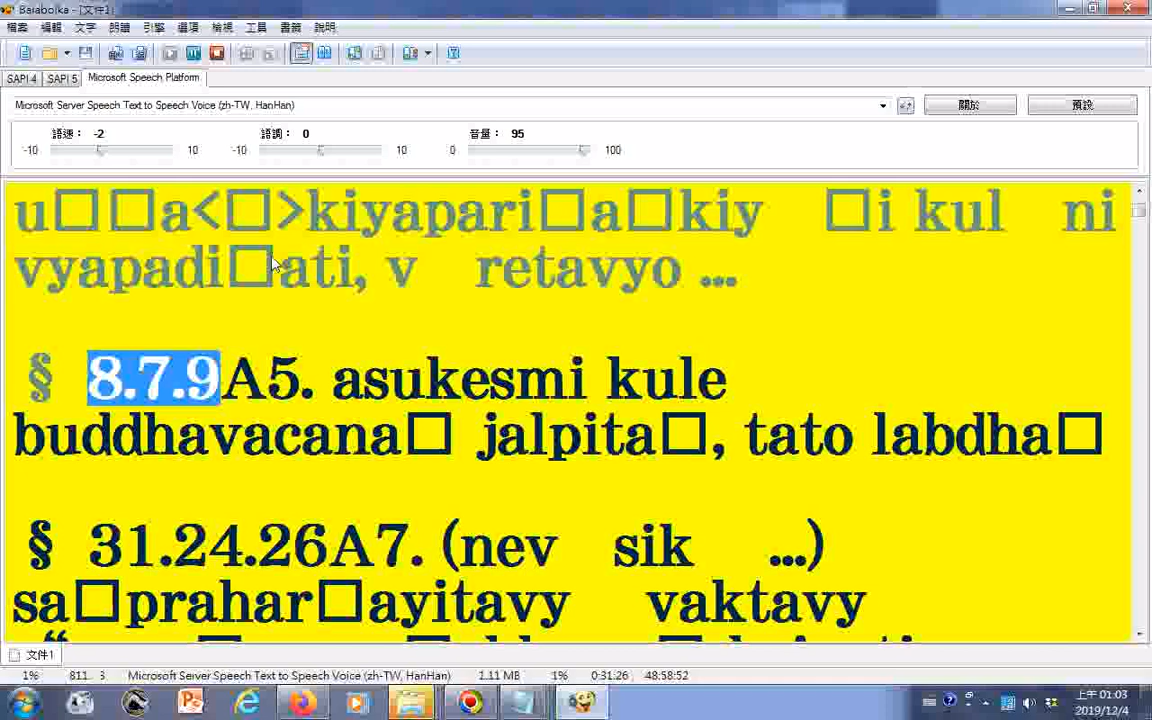 Balabolka - [文件1]
檔案 編輯 文字 朗讀 引擎 選項 檢視 工具 書籤 說明
SAPI 4 SAPI 5 Microsoft Speech Platform
Microsoft Server Speech Text to Speech Voice (zh-TW, HanHan) 關於 預設
語速： -2 語調： 0 音量： 95
-10 10 -10 10 0 100
u□□a<□>kiyapari□a□kiy □i kul ni
vyapadi□ati, v retavyo ...
§ 8.7.9A5. asukesmi kule
buddhavacana□ jalpita□, tato labdha□
§ 31.24.26A7. (nev sik ...)
sa□prahar□ayitavy vaktavy
文件1
1% 811: 3 Microsoft Server Speech Text to Speech Voice (zh-TW, HanHan) 1.11 MB 1% 0:31:26 48:58:52
上午 01:03
2019/12/4